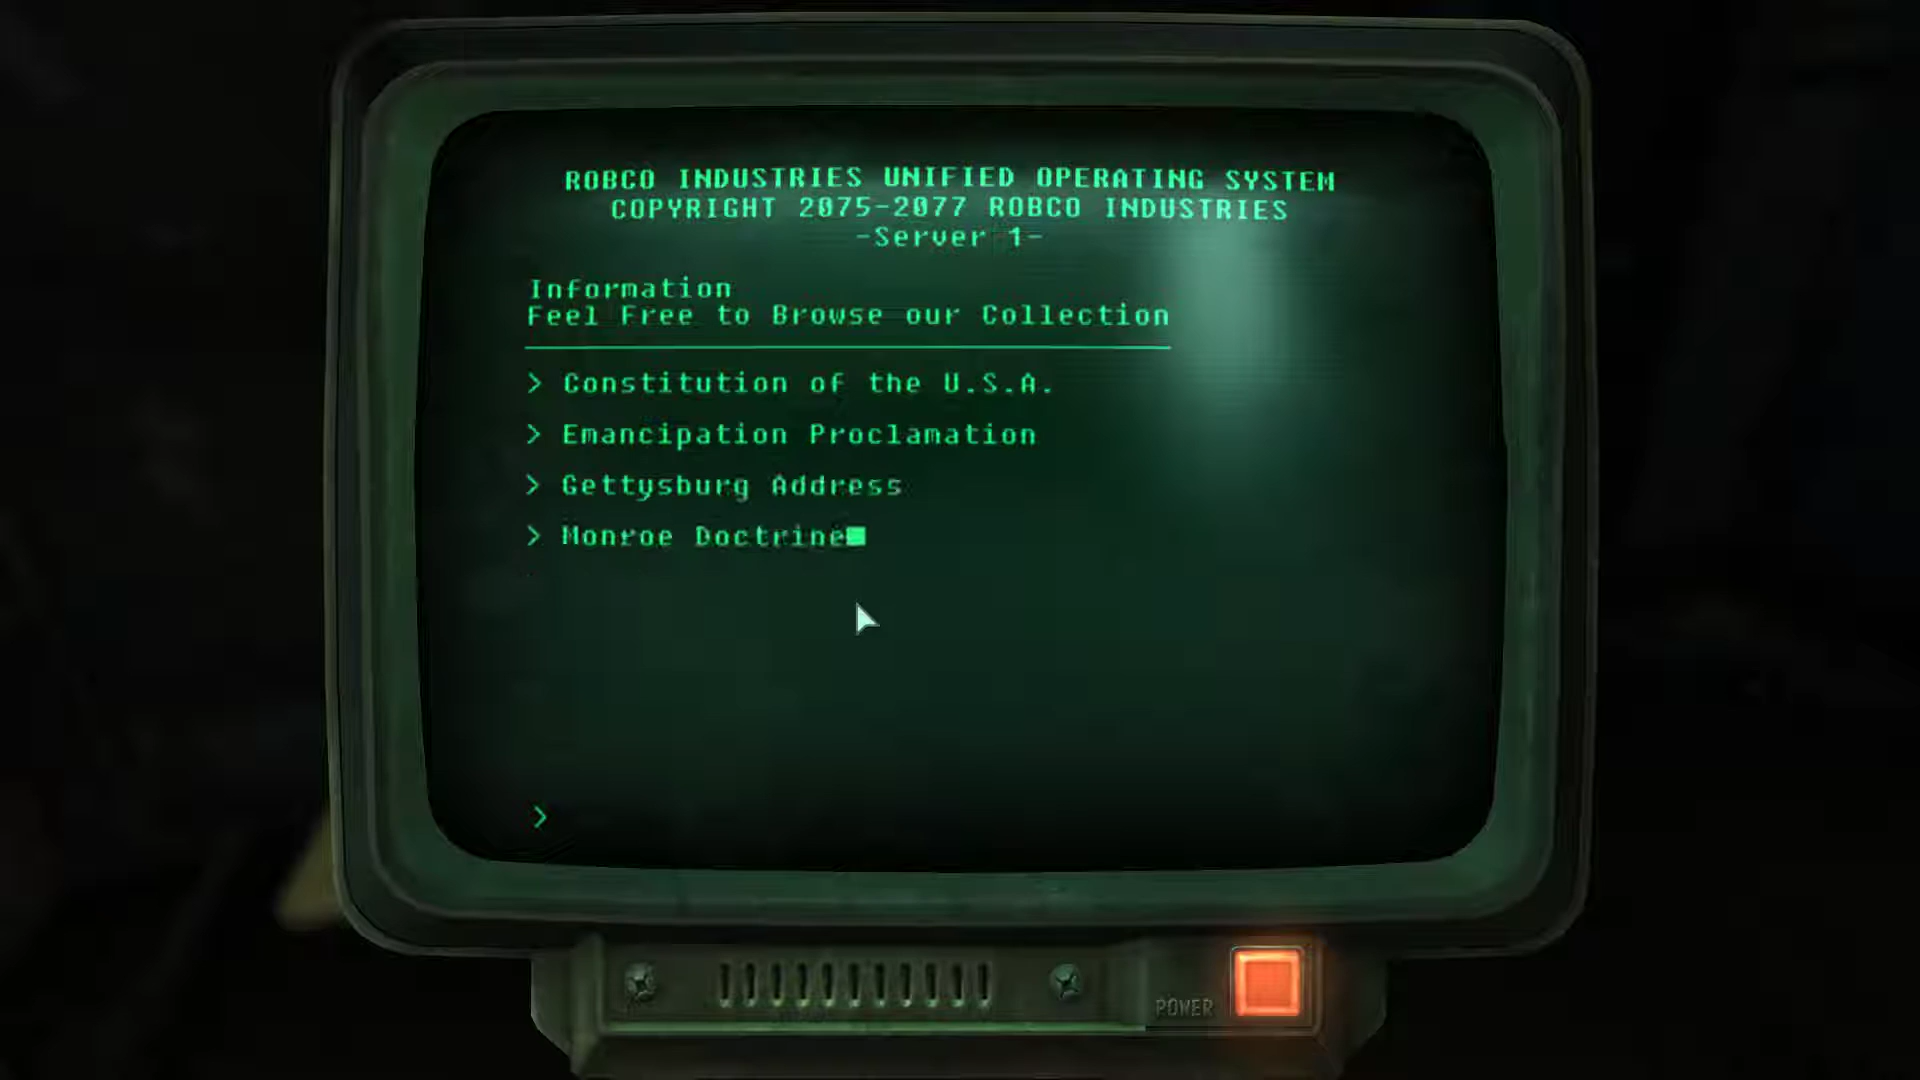 ROBCO INDUSTRIES UNIFIED OPERATING SYSTEM
COPYRIGHT 2075-2077 ROBCO INDUSTRIES
-Server 1-
Information
Feel Free to Browse our Collection
> Constitution of the U.S.A.
> Emancipation Proclamation
> Gettysburg Address
> Monroe Doctrine
>
POWER